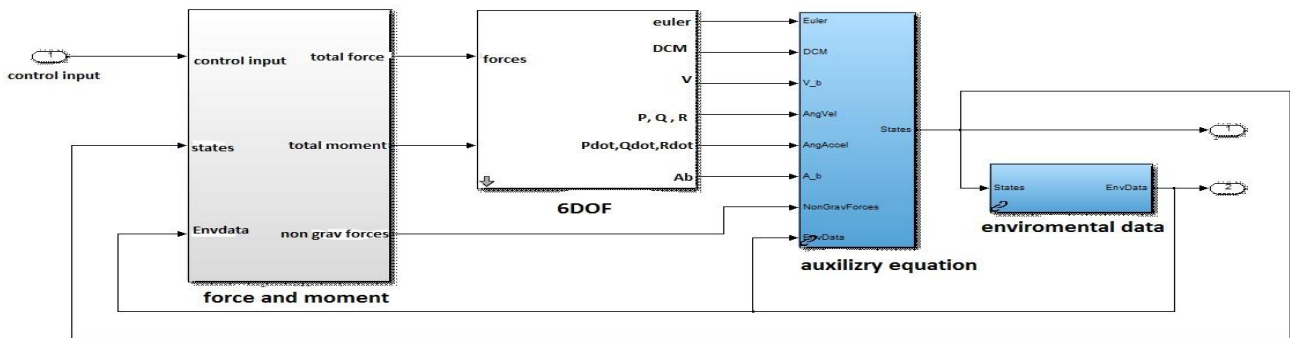 1
control input
control input
states
Envdata
total force
total moment
non grav forces
force and moment
forces
euler
DCM
V
P, Q , R
Pdot,Qdot,Rdot
Ab
6DOF
Euler
DCM
V_b
AngVel
AngAccel
A_b
NonGravForces
EnvData
States
auxilizry equation
States
EnvData
enviromental data
1
2